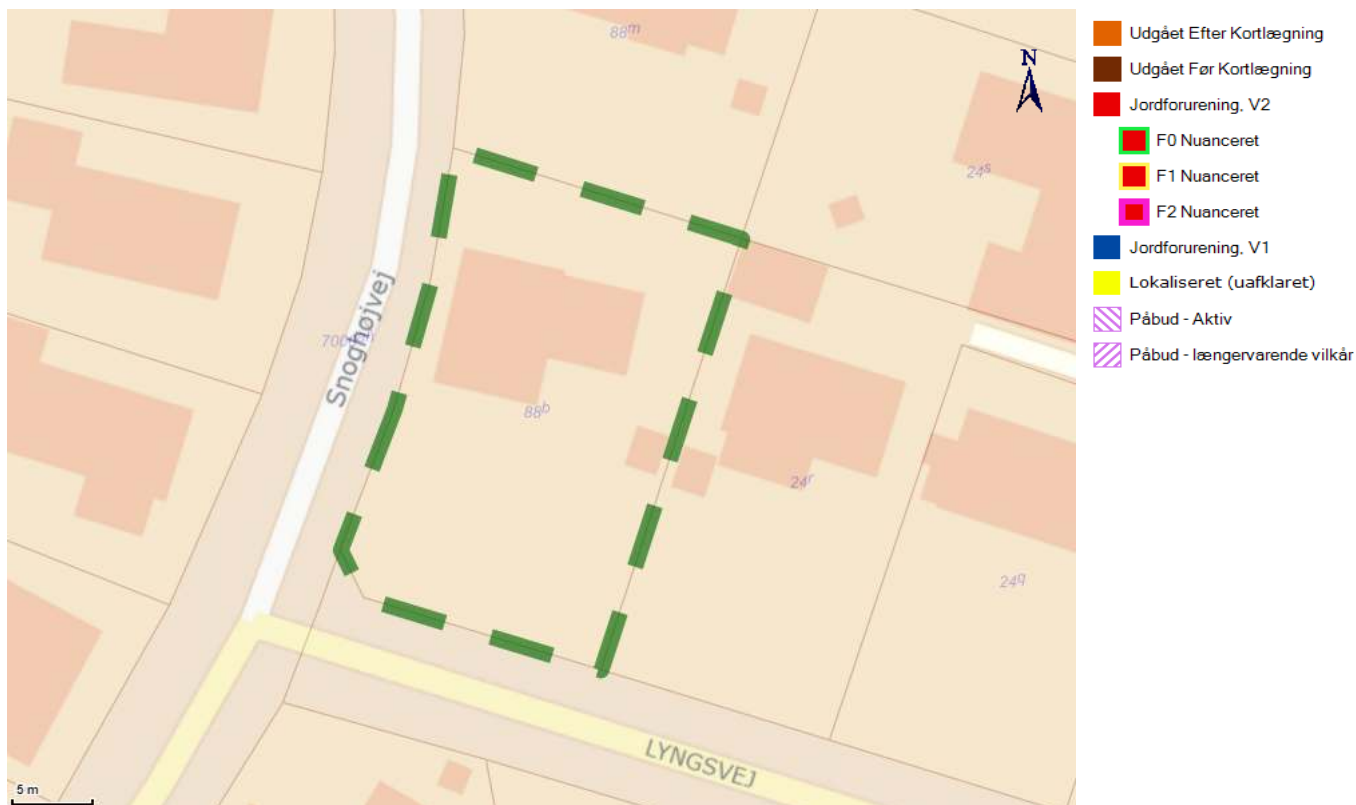 88m
N
24s
Snoghøjvej
88b
24r
24q
LYNGSVEJ
5 m
Udgået Efter Kortlægning
Udgået Før Kortlægning
Jordforurening, V2
F0 Nuanceret
F1 Nuanceret
F2 Nuanceret
Jordforurening, V1
Lokaliseret (uafklaret)
Påbud - Aktiv
Påbud - længervarende vilkår